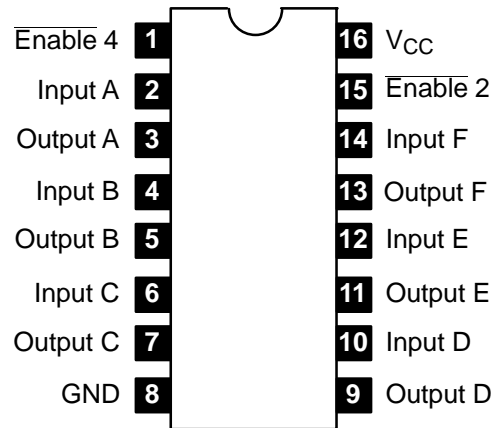 Enable 4 1 16 VCC
Input A 2 15 Enable 2
Output A 3 14 Input F
Input B 4 13 Output F
Output B 5 12 Input E
Input C 6 11 Output E
Output C 7 10 Input D
GND 8 9 Output D